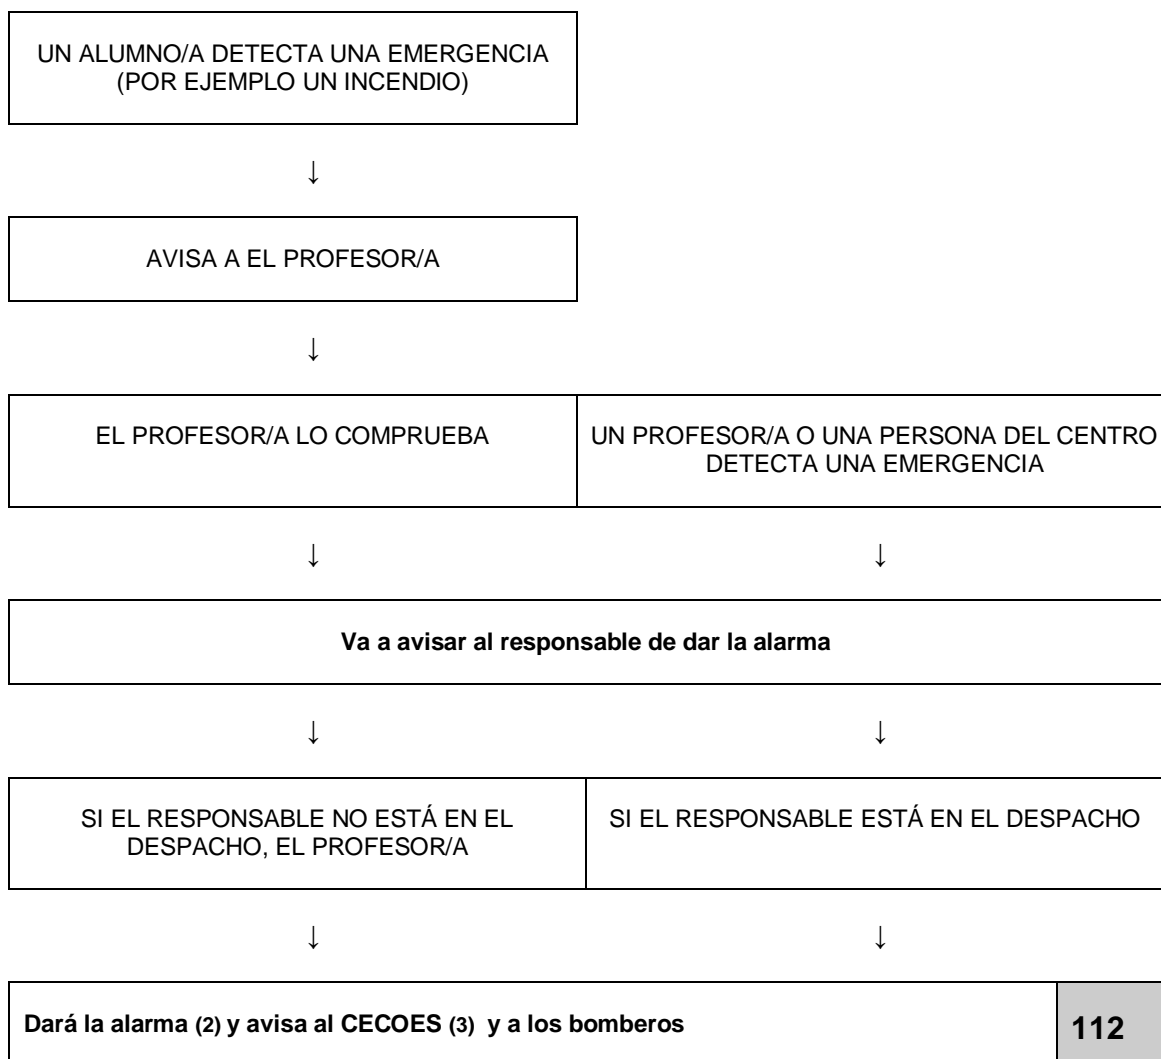 UN ALUMNO/A DETECTA UNA EMERGENCIA
(POR EJEMPLO UN INCENDIO)
↓
AVISA A EL PROFESOR/A
↓
EL PROFESOR/A LO COMPRUEBA
UN PROFESOR/A O UNA PERSONA DEL CENTRO
DETECTA UNA EMERGENCIA
↓ ↓
Va a avisar al responsable de dar la alarma
↓ ↓
SI EL RESPONSABLE NO ESTÁ EN EL
DESPACHO, EL PROFESOR/A
SI EL RESPONSABLE ESTÁ EN EL DESPACHO
↓ ↓
Dará la alarma (2) y avisa al CECOES (3) y a los bomberos
112